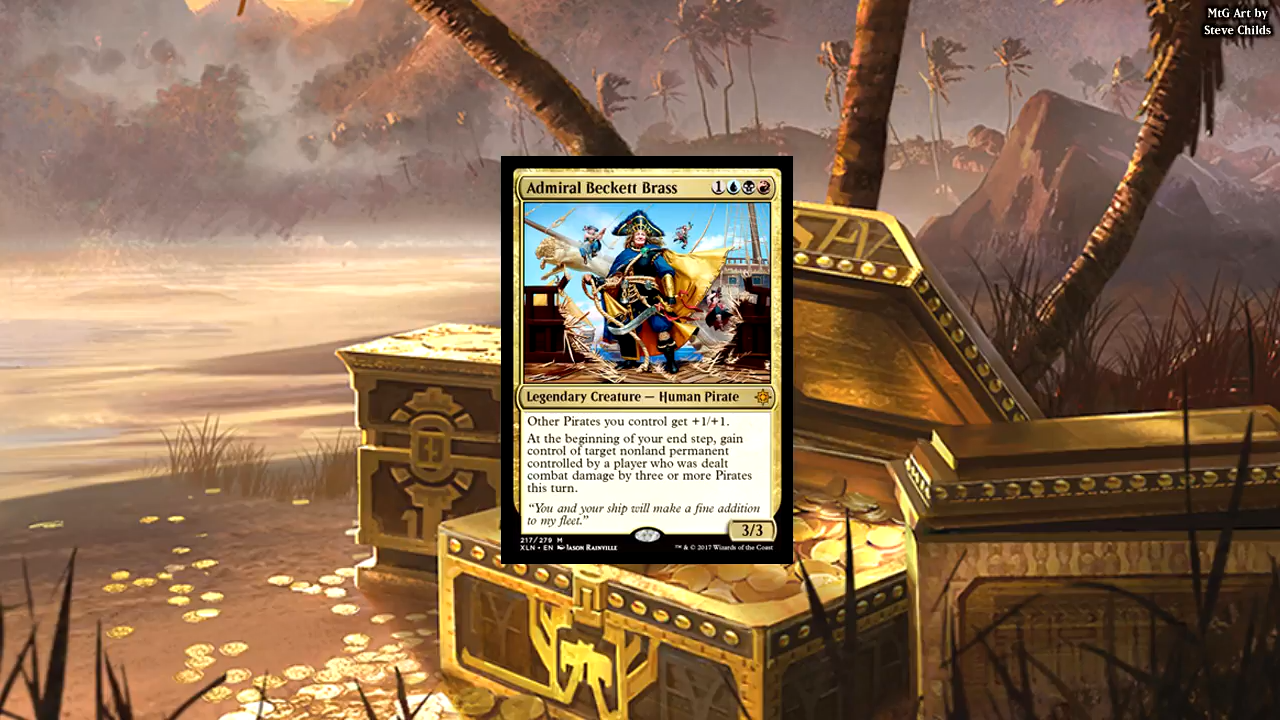 MtG Art by
Steve Childs
Admiral Beckett Brass 1
Legendary Creature — Human Pirate
Other Pirates you control get +1/+1.
At the beginning of your end step, gain
control of target nonland permanent
controlled by a player who was dealt
combat damage by three or more Pirates
this turn.
“You and your ship will make a fine addition
to my fleet.”
3/3
217/279 M
XLN • EN Jason Rainville
™ & © 2017 Wizards of the Coast